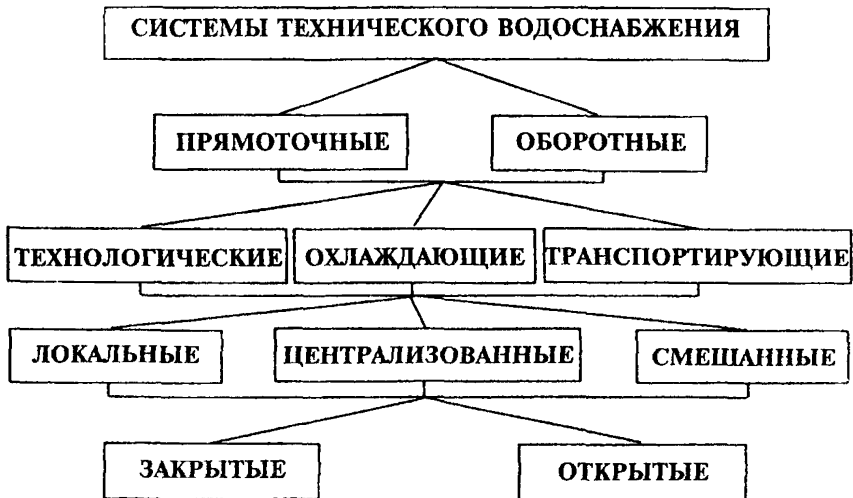 СИСТЕМЫ ТЕХНИЧЕСКОГО ВОДОСНАБЖЕНИЯ
ПРЯМОТОЧНЫЕ ОБОРОТНЫЕ
ТЕХНОЛОГИЧЕСКИЕ ОХЛАЖДАЮЩИЕ ТРАНСПОРТИРУЮЩИЕ
ЛОКАЛЬНЫЕ ЦЕНТРАЛИЗОВАННЫЕ СМЕШАННЫЕ
ЗАКРЫТЫЕ ОТКРЫТЫЕ